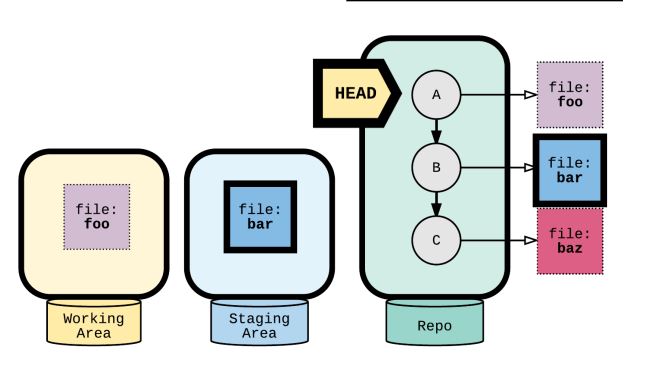 HEAD
A
file:
foo
B
file:
bar
C
file:
baz
file:
foo
file:
bar
Working
Area
Staging
Area
Repo